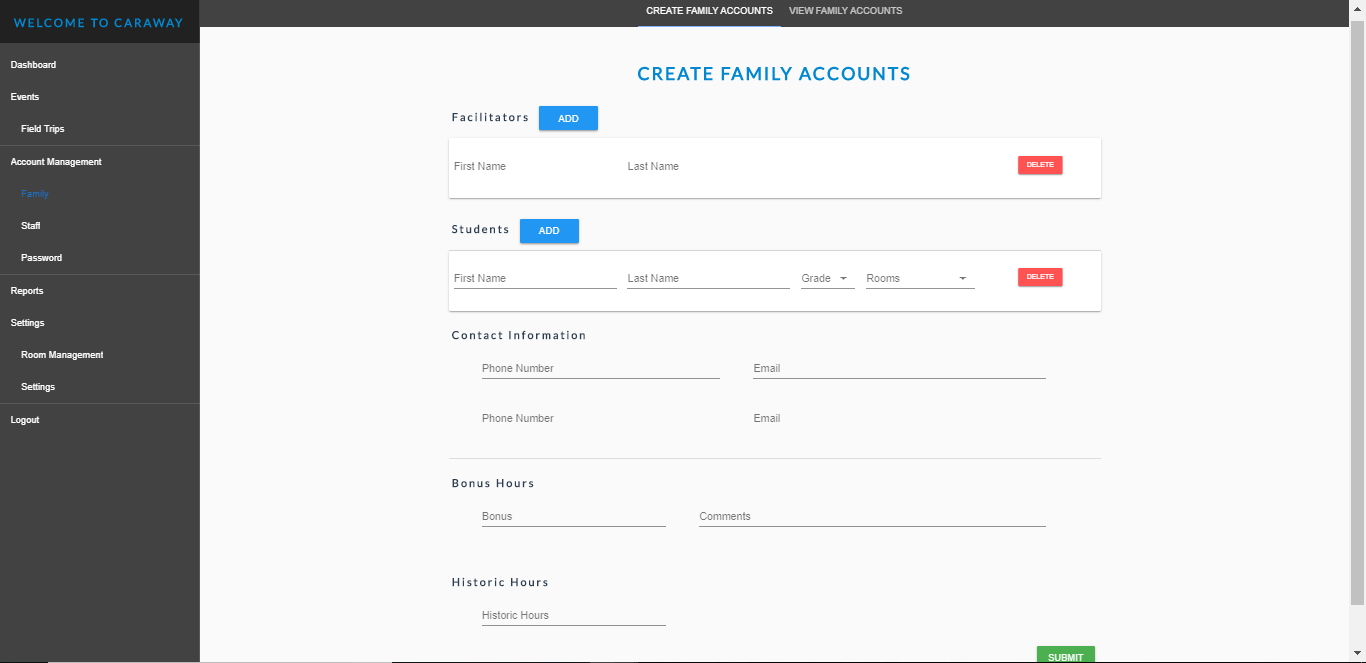 WELCOME TO CARAWAY
CREATE FAMILY ACCOUNTS VIEW FAMILY ACCOUNTS
Dashboard
Events
Field Trips
Account Management
Family
Staff
Password
Reports
Settings
Room Management
Settings
Logout
CREATE FAMILY ACCOUNTS
Facilitators ADD
First Name Last Name DELETE
Students ADD
First Name Last Name Grade Rooms DELETE
Contact Information
Phone Number Email
Phone Number Email
Bonus Hours
Bonus Comments
Historic Hours
Historic Hours
SUBMIT